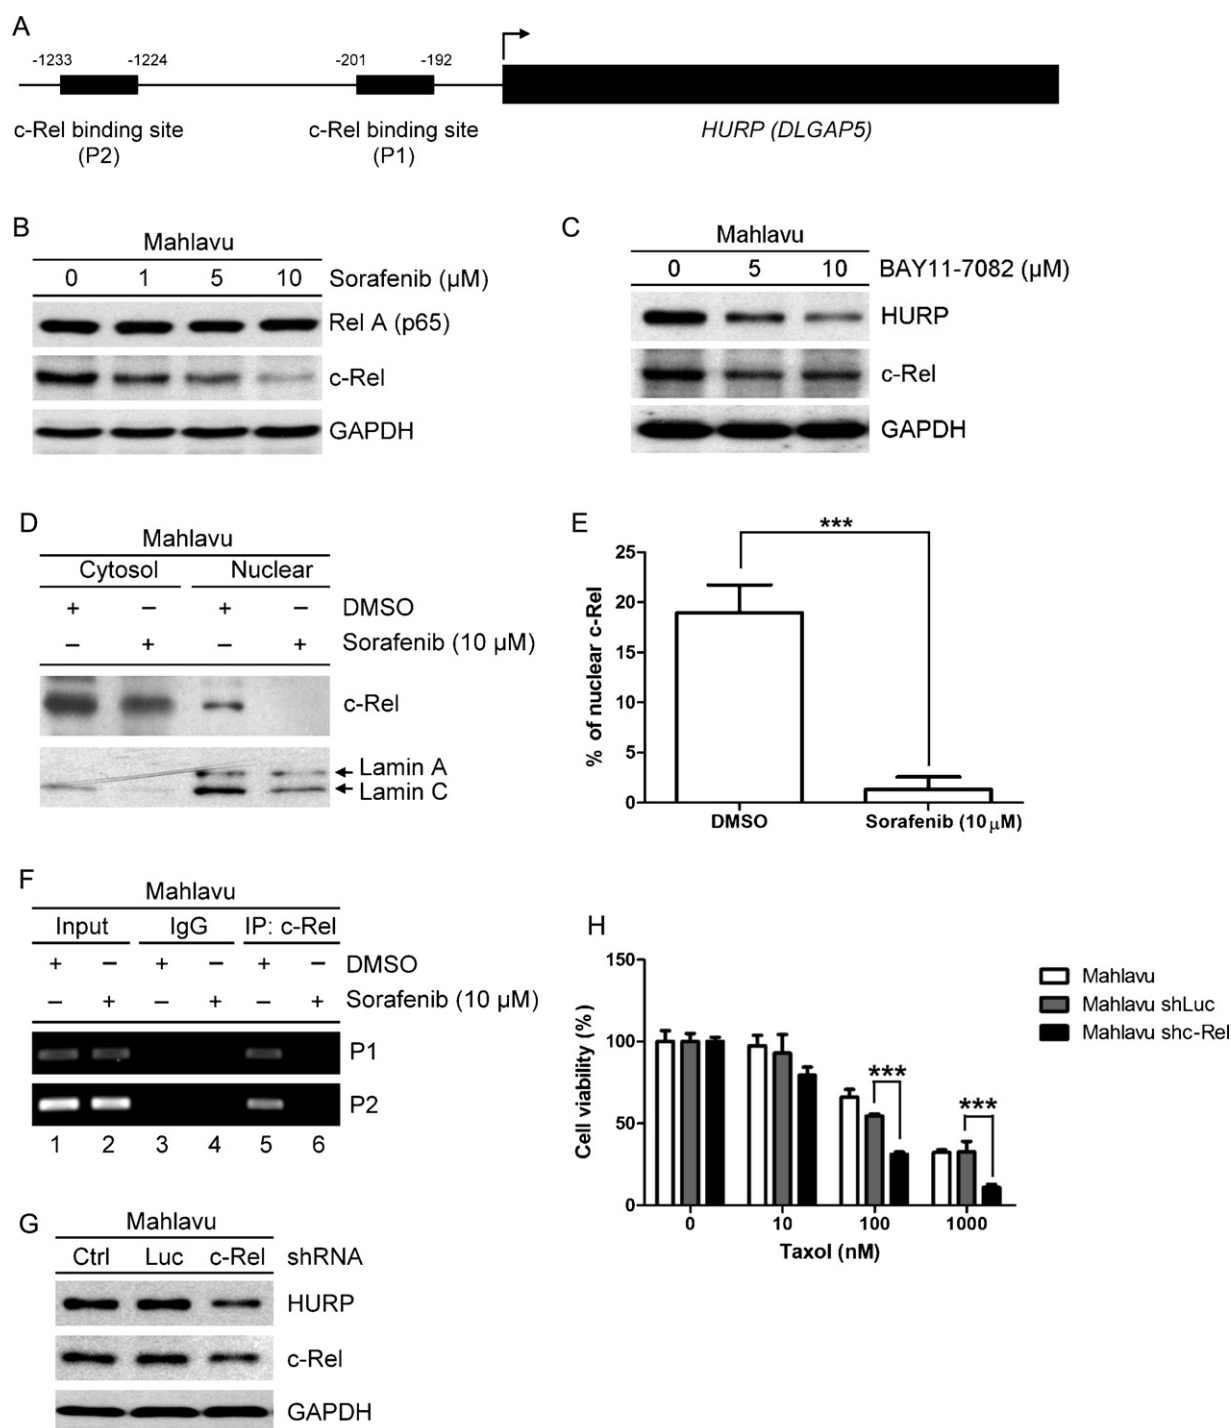 A
-1233 -1224 -201 -192
c-Rel binding site c-Rel binding site HURP (DLGAP5)
(P2) (P1)
B
Mahlavu
0 1 5 10 Sorafenib (µM)
Rel A (p65)
c-Rel
GAPDH
C
Mahlavu
0 5 10 BAY11-7082 (µM)
HURP
c-Rel
GAPDH
D
Mahlavu
Cytosol Nuclear
+ – + – DMSO
– + – + Sorafenib (10 µM)
c-Rel
Lamin A
Lamin C
E
***
25
20
15
10
5
0
% of nuclear c-Rel
DMSO Sorafenib (10 µM)
F
Mahlavu
Input IgG IP: c-Rel
+ – + – + – DMSO
– + – + – + Sorafenib (10 µM)
P1
P2
1 2 3 4 5 6
G
Mahlavu
Ctrl Luc c-Rel shRNA
HURP
c-Rel
GAPDH
H
150
100
50
0
Cell viability (%)
*** ***
0 10 100 1000
Taxol (nM)
Mahlavu
Mahlavu shLuc
Mahlavu shc-Rel